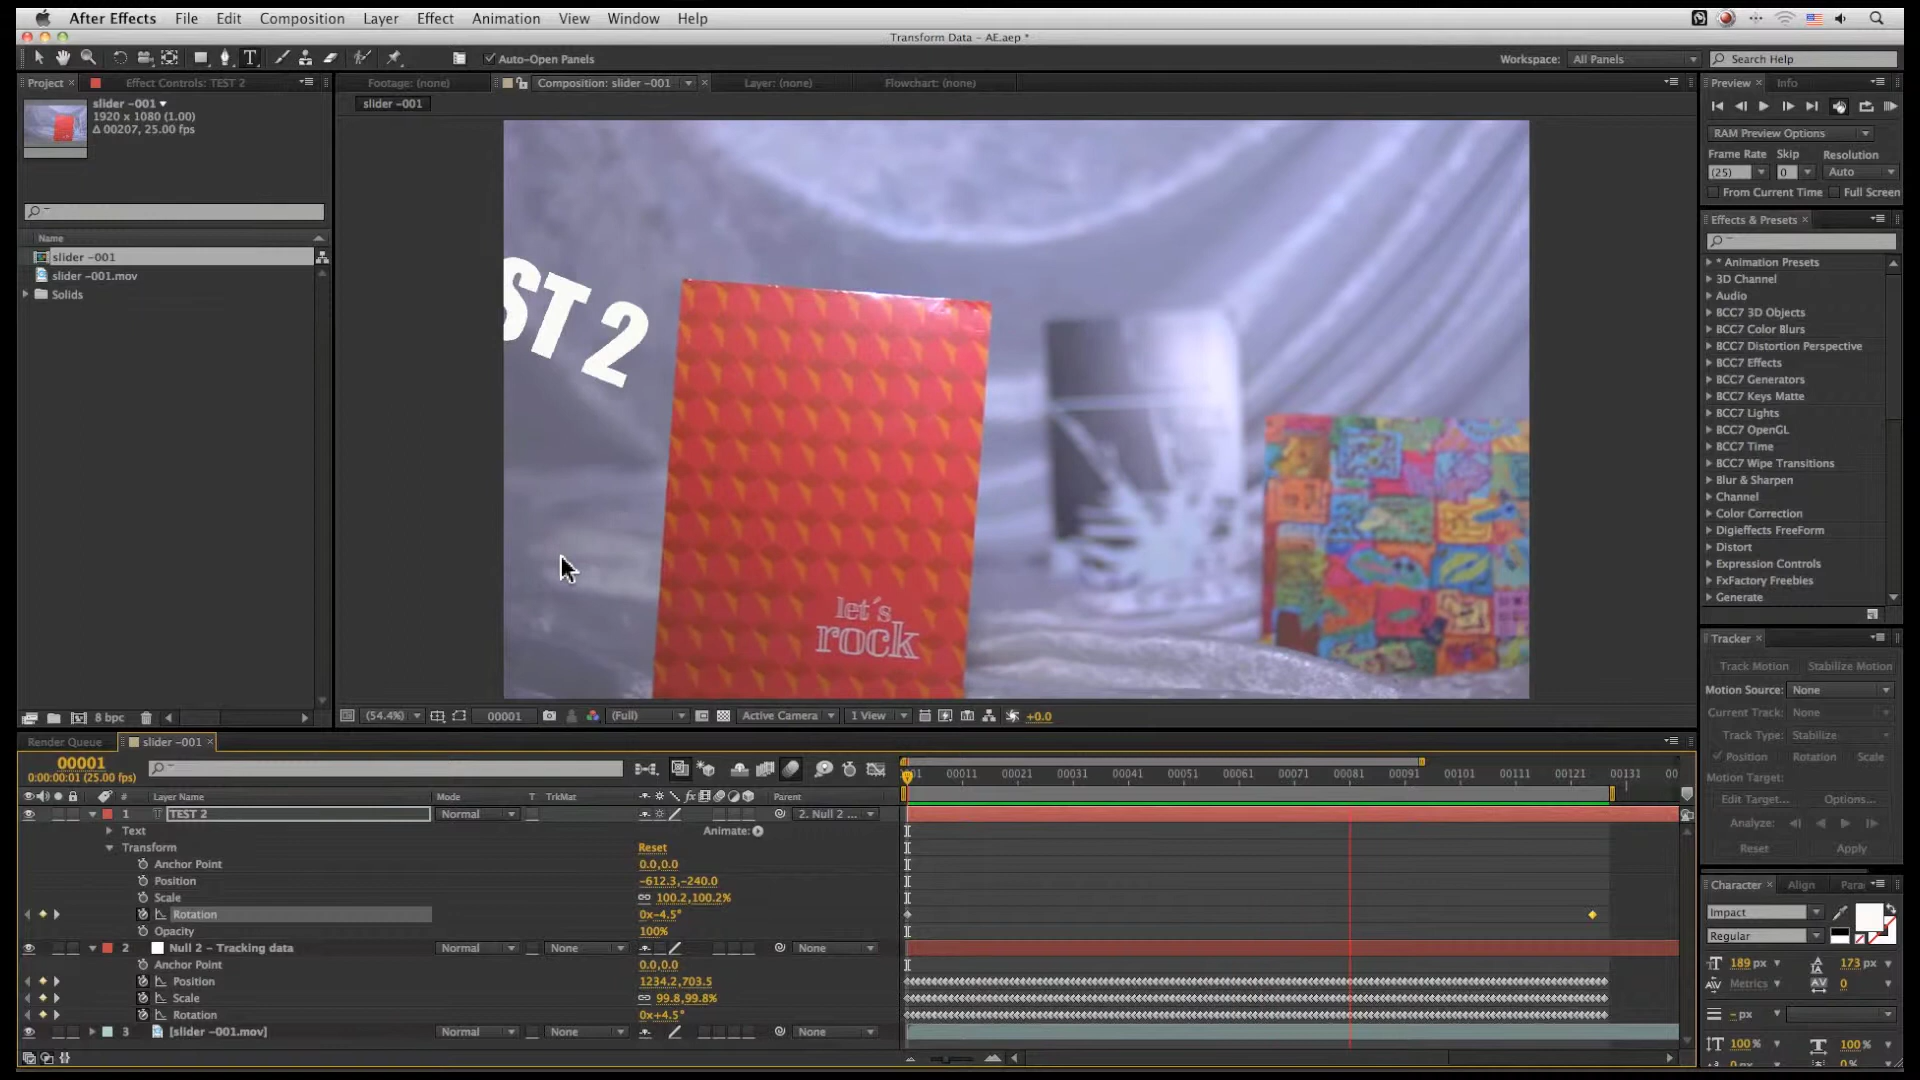 After Effects File Edit Composition Layer Effect Animation View Window Help
Transform Data - AE.aep *
T Auto-Open Panels Workspace: All Panels Search Help
Project × Effect Controls: TEST 2 Footage: (none) Composition: slider -001 × Layer: (none) Flowchart: (none) Preview × Info
slider -001
1920 x 1080 (1.00)
Δ 00207, 25.00 fps
slider -001
RAM Preview Options
Frame Rate Skip Resolution
(25) 0 Auto
From Current Time Full Screen
Name
slider -001
slider -001.mov
Solids
8 bpc
ST 2
let's
rock
Effects & Presets ×
* Animation Presets
3D Channel
Audio
BCC7 3D Objects
BCC7 Color Blurs
BCC7 Distortion Perspective
BCC7 Effects
BCC7 Generators
BCC7 Keys Matte
BCC7 Lights
BCC7 OpenGL
BCC7 Time
BCC7 Wipe Transitions
Blur & Sharpen
Channel
Color Correction
Digieffects FreeForm
Distort
Expression Controls
FxFactory Freebies
Generate
Tracker ×
Track Motion Stabilize Motion
Motion Source: None
Current Track: None
Track Type: Stabilize
Position Rotation Scale
Motion Target:
Edit Target... Options...
Analyze:
Reset Apply
(54.4%) 00001 (Full) Active Camera 1 View +0.0
Render Queue slider -001 ×
00001
0:00:00:01 (25.00 fps)
01 00011 00021 00031 00041 00051 00061 00071 00081 00091 00101 00111 00121 00131 00
# Layer Name Mode T TrkMat fx Parent
1 T TEST 2 Normal 2. Null 2 ...
Text Animate:
Transform Reset
Anchor Point 0.0,0.0
Position -612.3,-240.0
Scale 100.2,100.2%
Rotation 0x-4.5°
Opacity 100%
2 Null 2 - Tracking data Normal None None
Anchor Point 0.0,0.0
Position 1234.2,703.5
Scale 99.8,99.8%
Rotation 0x+4.5°
3 [slider -001.mov] Normal None None
Character × Align Para
Impact
Regular
189 px 173 px
Metrics 0
- px
100 % 100 %
0 px 0 %